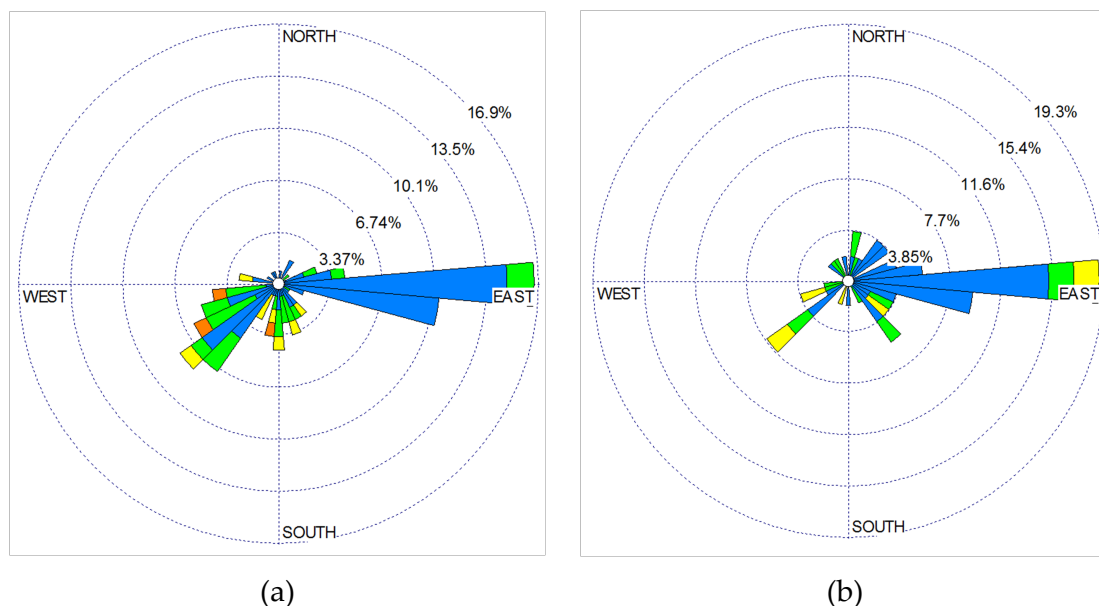 NORTH
16.9%
13.5%
10.1%
6.74%
3.37%
WEST
EAST
SOUTH
(a)
NORTH
19.3%
15.4%
11.6%
7.7%
3.85%
WEST
EAST
SOUTH
(b)